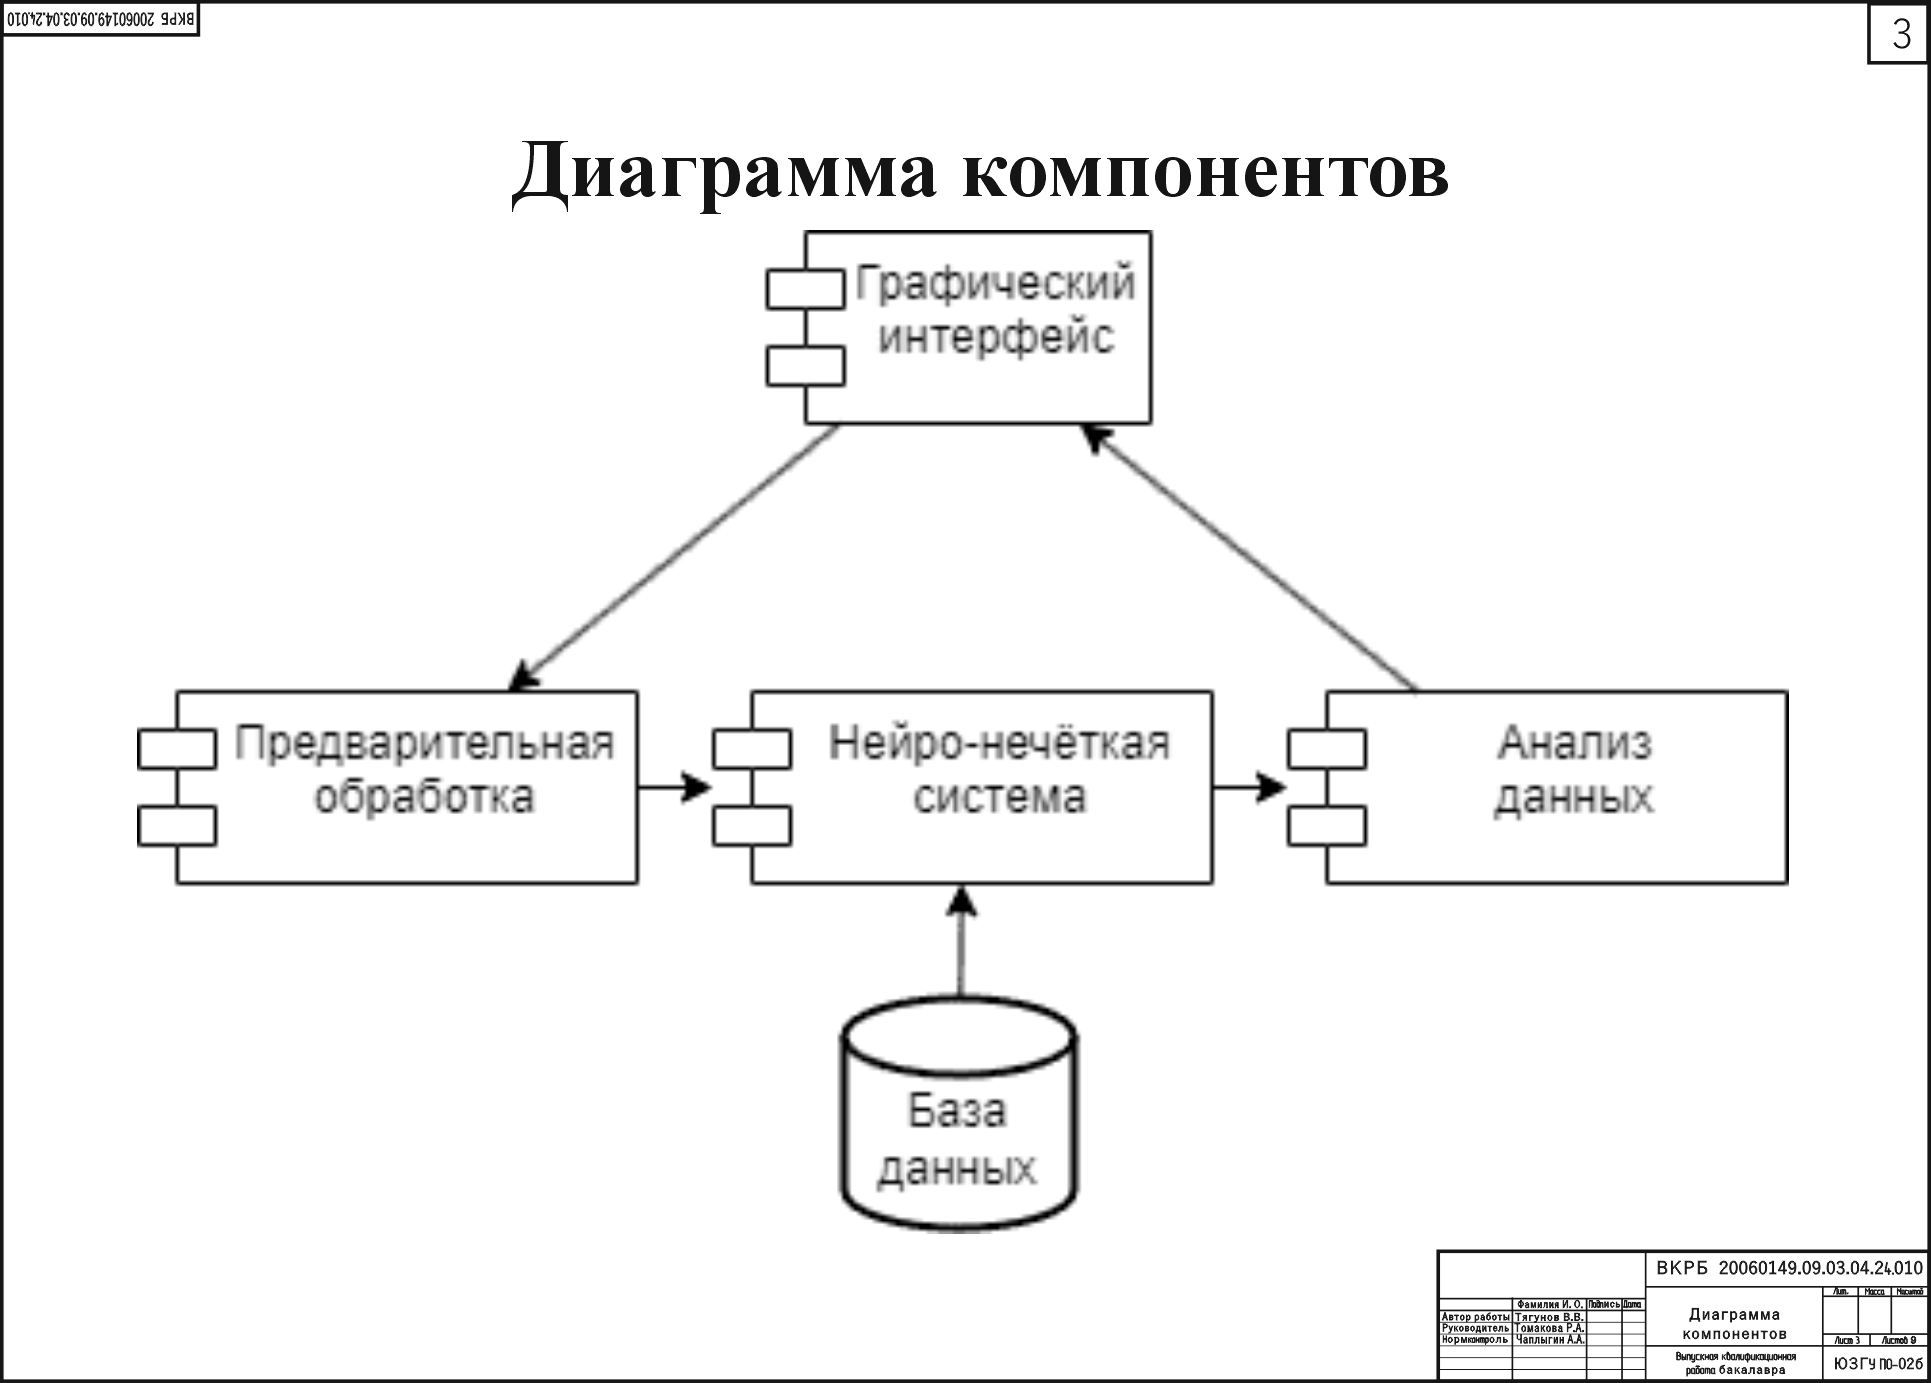 ВКРБ 20060149.09.03.04.24.010
3
Диаграмма компонентов
Графический
интерфейс
Предварительная
обработка
Нейро-нечёткая
система
Анализ
данных
База
данных
ВКРБ 20060149.09.03.04.24.010
Лит. Масса Масштаб
Фамилия И. О. Подпись Дата
Автор работы Тягунов В.В.
Руководитель Томакова Р.А.
Нормконтроль Чаплыгин А.А.
Диаграмма
компонентов
Лист 3 Листов 9
Выпускная квалификационная
работа бакалавра
ЮЗГУ ПО-02б